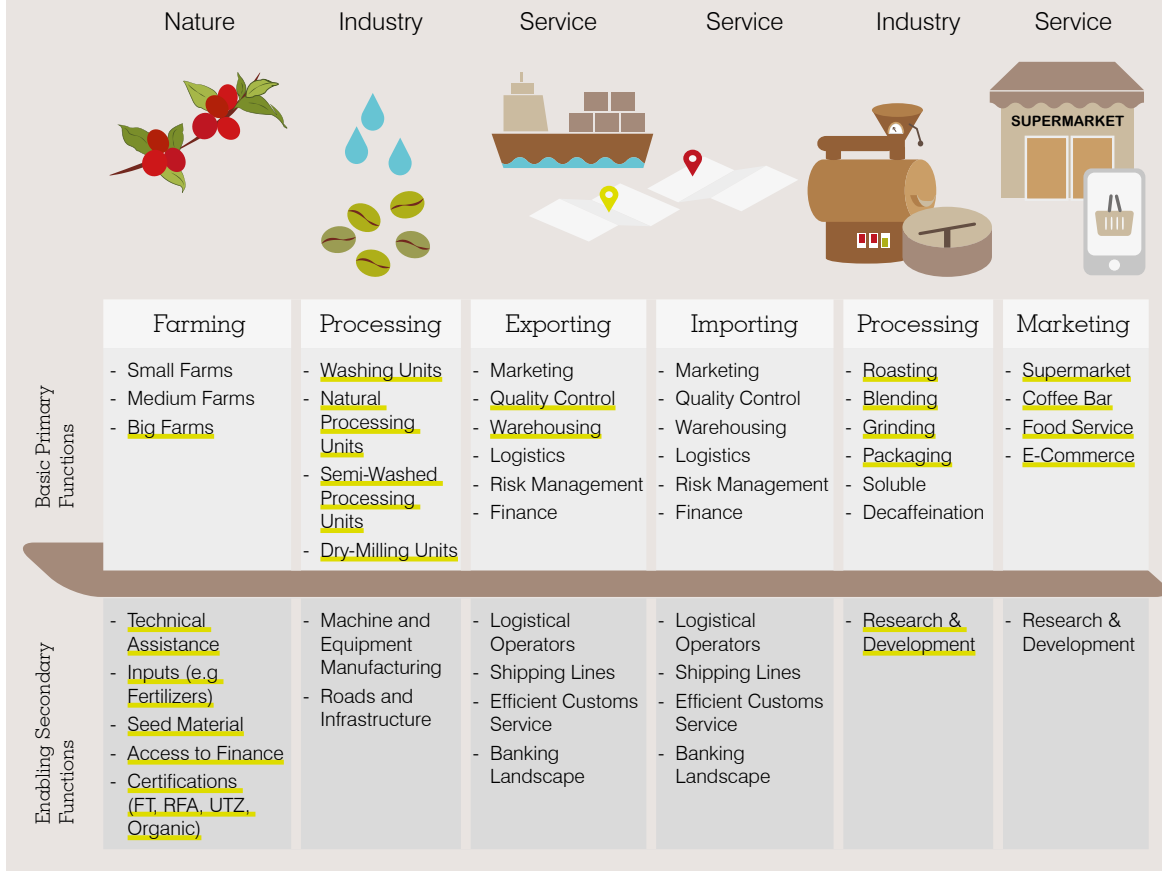 Nature
Industry
Service
Service
Industry
Service
SUPERMARKET
Farming
Processing
Exporting
Importing
Processing
Marketing
Basic Primary
Functions
- Small Farms
- Medium Farms
- Big Farms
- Washing Units
- Natural
Processing
Units
- Semi-Washed
Processing
Units
- Dry-Milling Units
- Marketing
- Quality Control
- Warehousing
- Logistics
- Risk Management
- Finance
- Marketing
- Quality Control
- Warehousing
- Logistics
- Risk Management
- Finance
- Roasting
- Blending
- Grinding
- Packaging
- Soluble
- Decaffeination
- Supermarket
- Coffee Bar
- Food Service
- E-Commerce
Enabling Secondary
Functions
- Technical
Assistance
- Inputs (e.g
Fertilizers)
- Seed Material
- Access to Finance
- Certifications
(FT, RFA, UTZ,
Organic)
- Machine and
Equipment
Manufacturing
- Roads and
Infrastructure
- Logistical
Operators
- Shipping Lines
- Efficient Customs
Service
- Banking
Landscape
- Logistical
Operators
- Shipping Lines
- Efficient Customs
Service
- Banking
Landscape
- Research &
Development
- Research &
Development